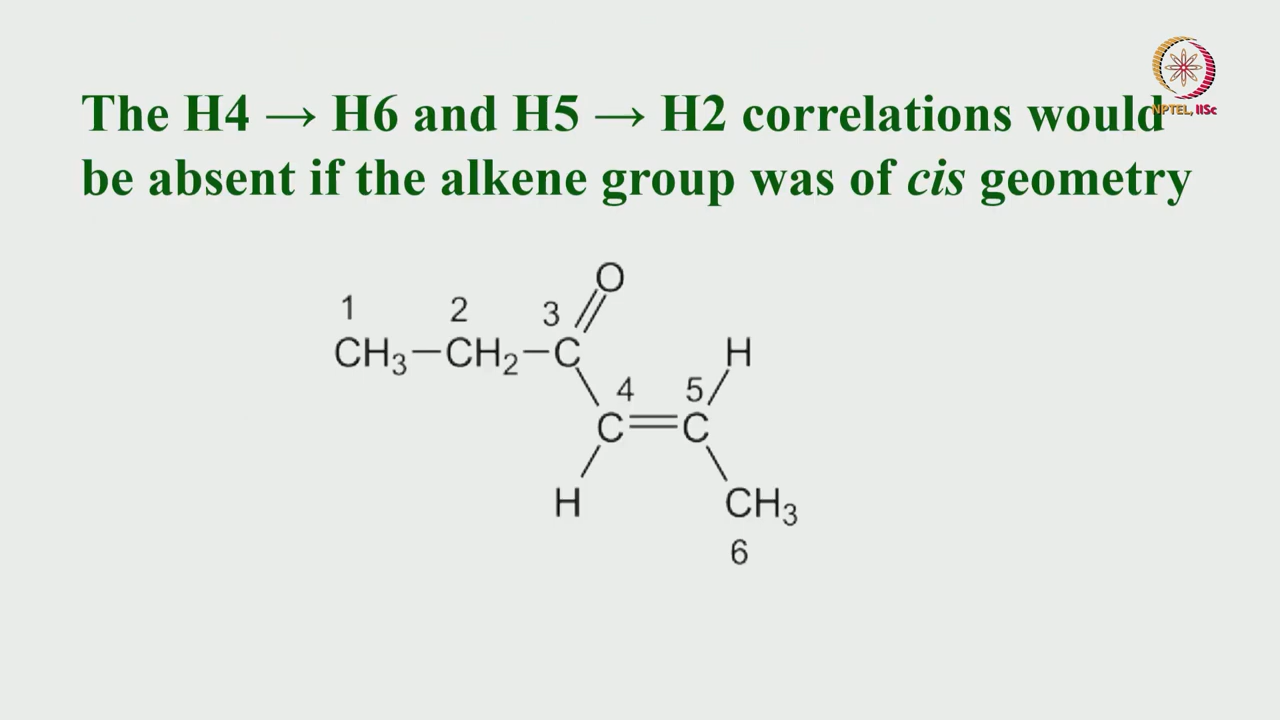 The H4 → H6 and H5 → H2 correlations would
be absent if the alkene group was of cis geometry
NPTEL, IISc
O
1 2 3
CH₃−CH₂−C
H
4 5
C=C
H
CH₃
6